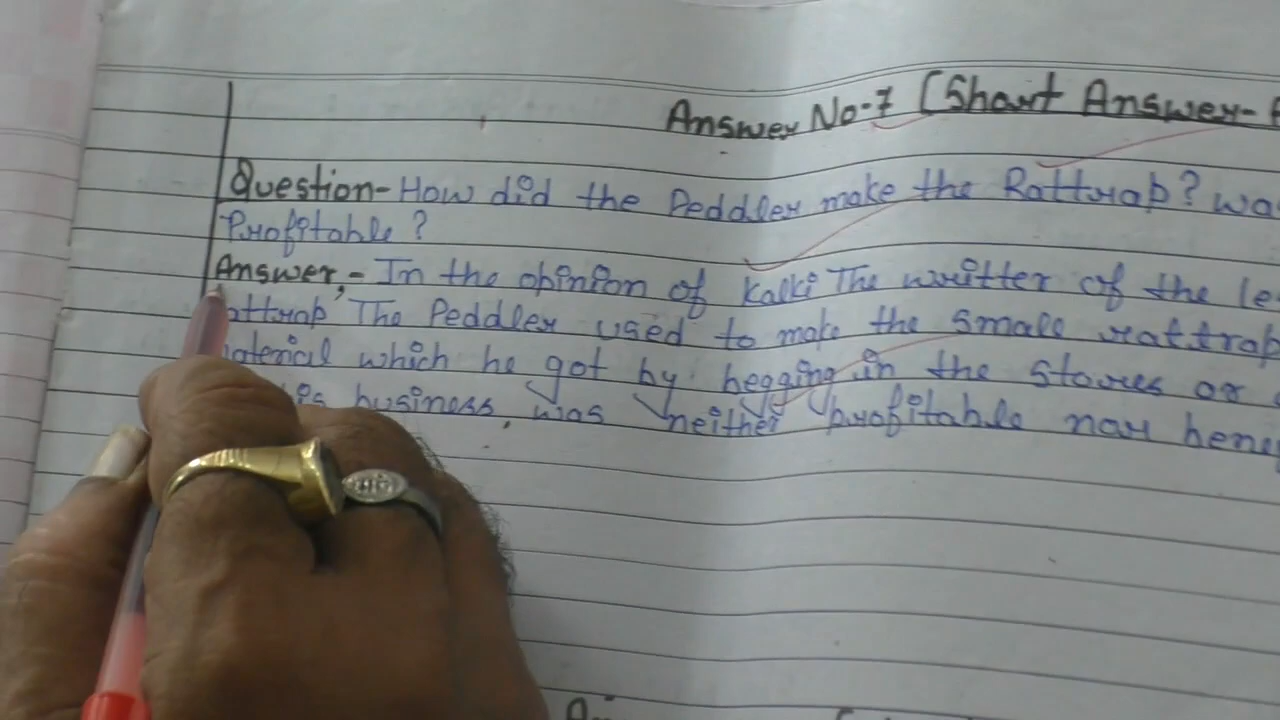 Answer No-7 (Short Answer-
Question- How did the Peddler make the Rattrap? wa
Profitable?
Answer,- In the opinion of Kalki The writter of the le
attrap, The Peddler used to make the small rattrap
material which he got by begging in the stores or
his business was neither profitable nor